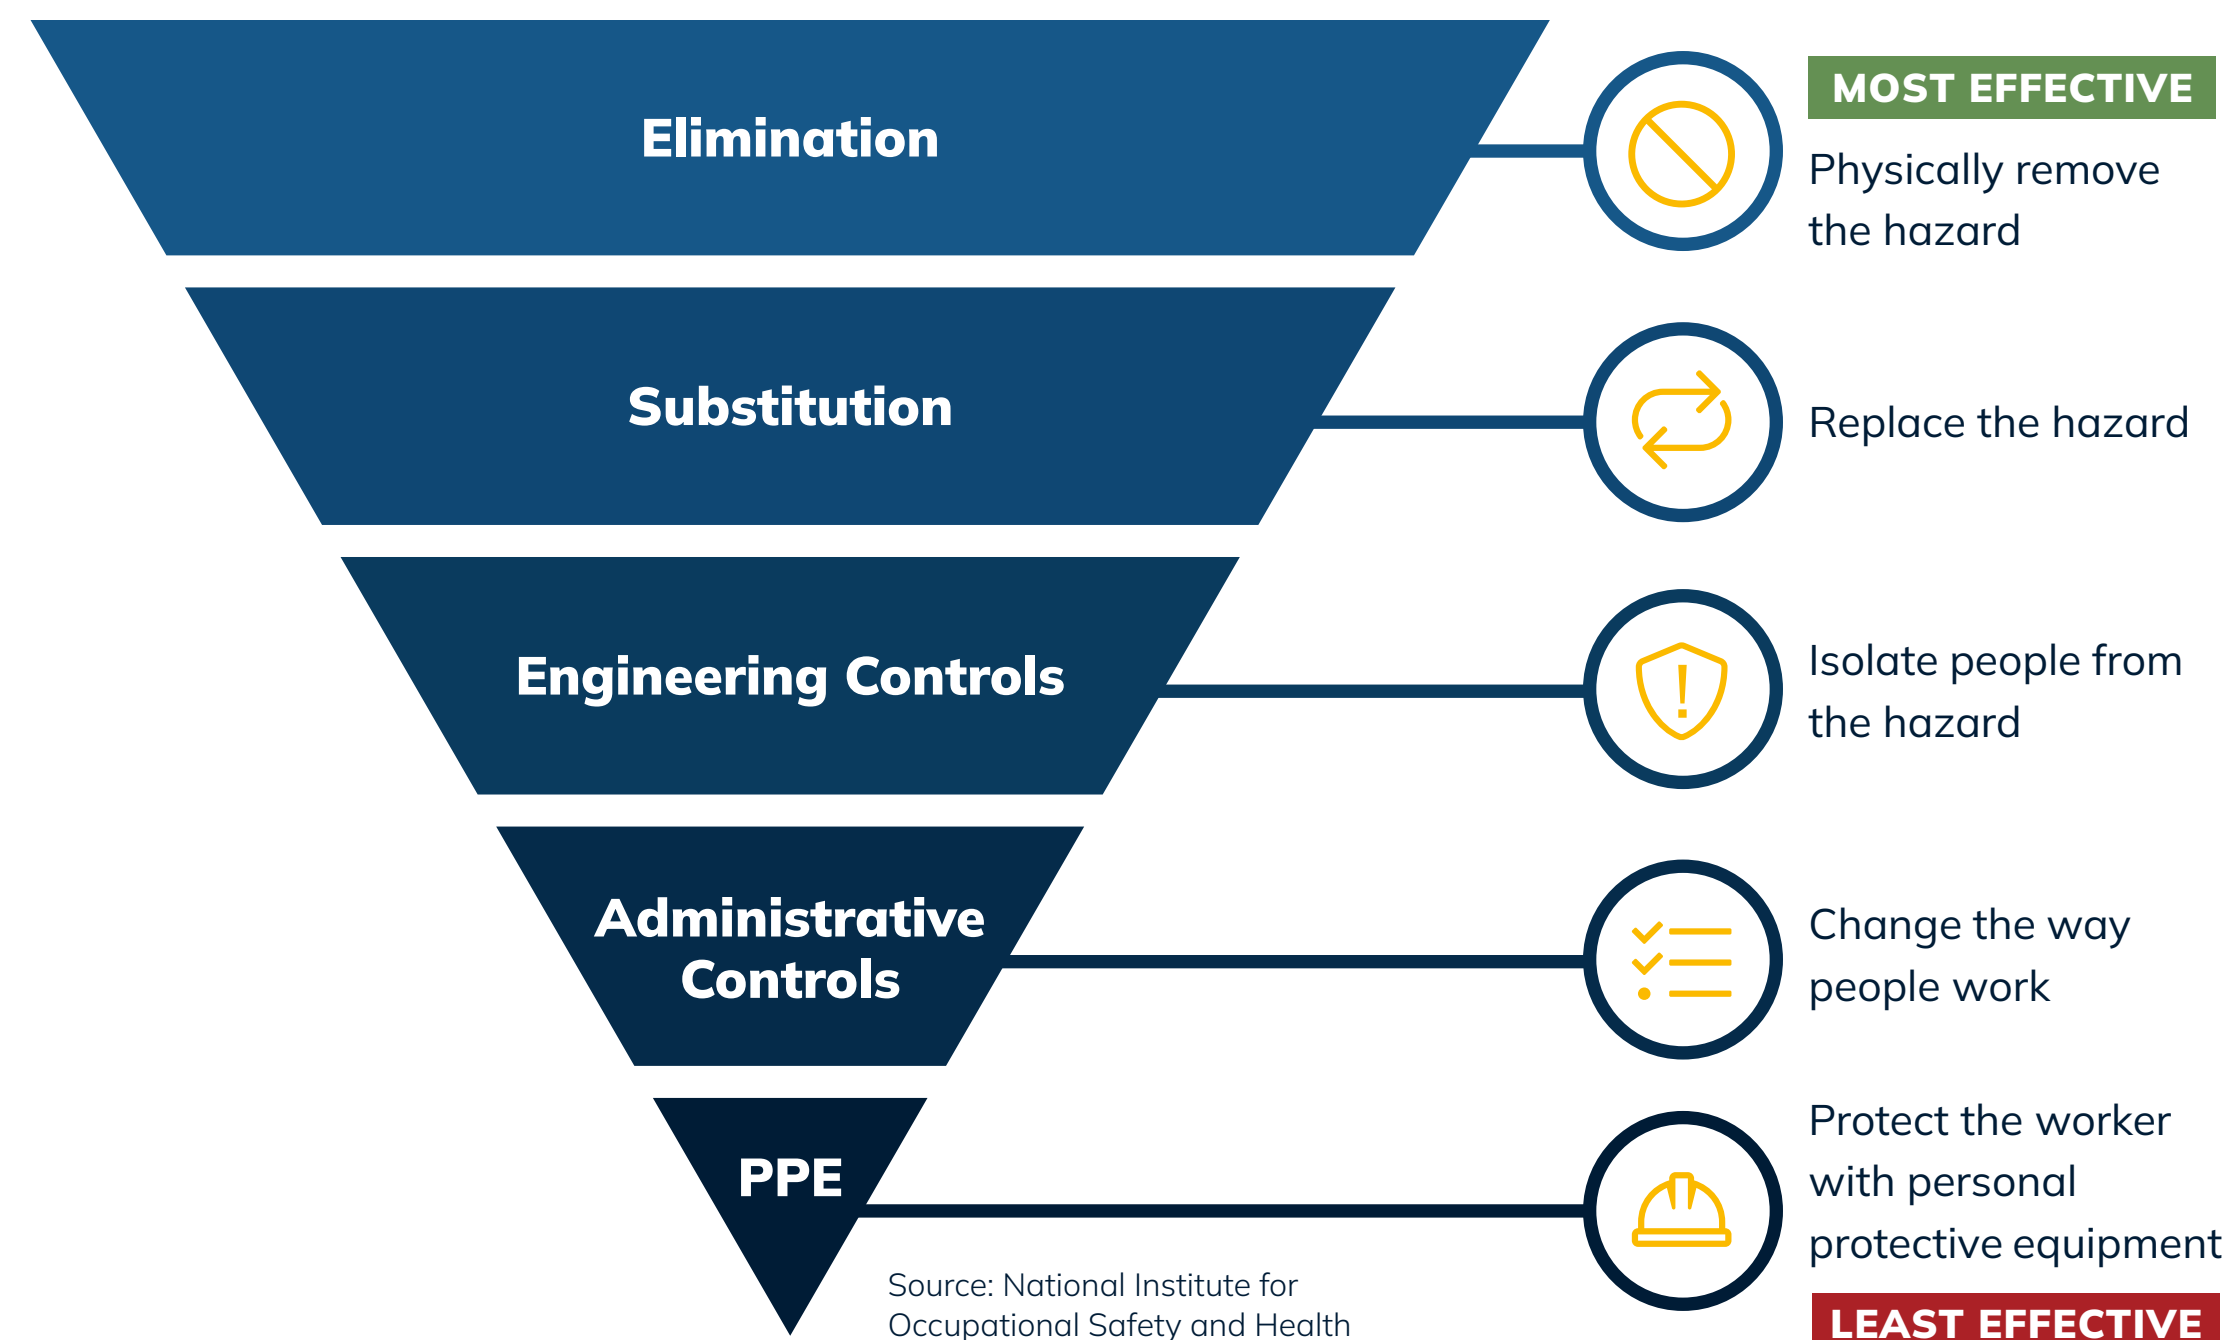 MOST EFFECTIVE
Elimination
Physically remove
the hazard
Substitution
Replace the hazard
Engineering Controls
Isolate people from
the hazard
Administrative
Controls
Change the way
people work
PPE
Protect the worker
with personal
protective equipment
Source: National Institute for
Occupational Safety and Health
LEAST EFFECTIVE